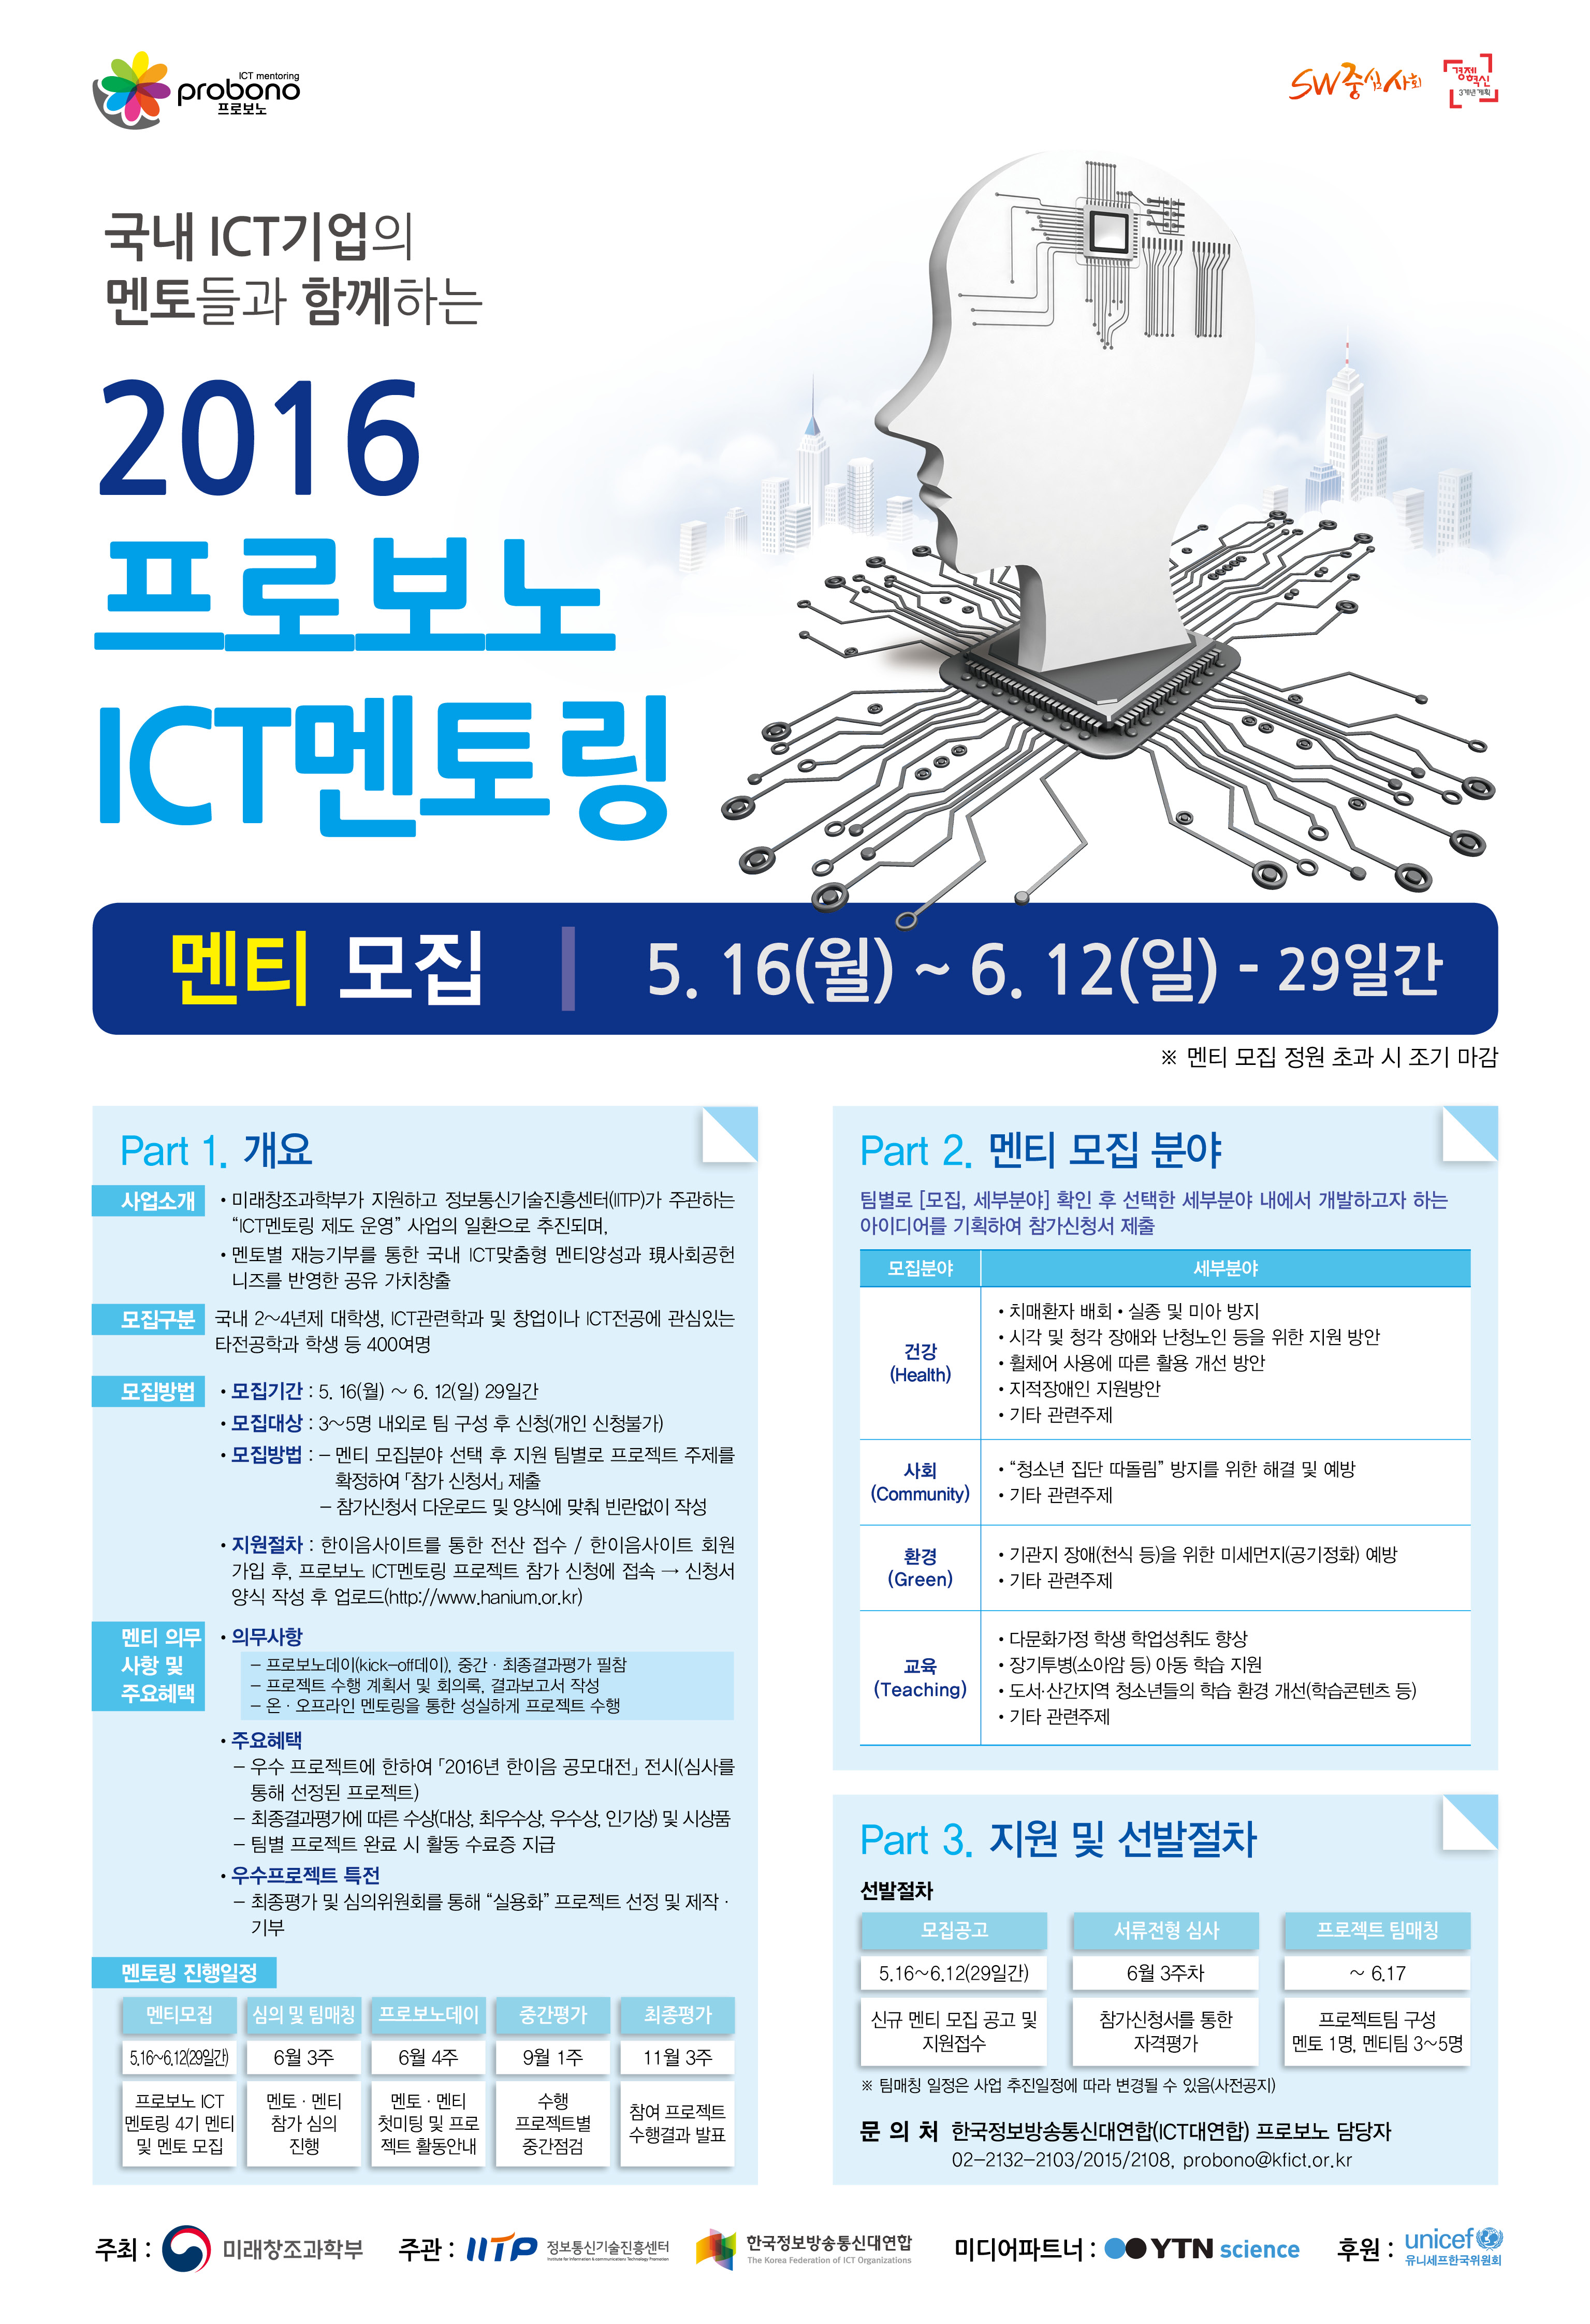 ICT mentoring
probono
프로보노
SW중심사회
경제혁신
3개년 계획
국내 ICT기업의
멘토들과 함께하는
2016
프로보노
ICT멘토링
멘티 모집 | 5. 16(월) ~ 6. 12(일) - 29일간
※ 멘티 모집 정원 초과 시 조기 마감
Part 1. 개요
사업소개
• 미래창조과학부가 지원하고 정보통신기술진흥센터(IITP)가 주관하는
“ICT멘토링 제도 운영” 사업의 일환으로 추진되며,
• 멘토별 재능기부를 통한 국내 ICT맞춤형 멘티양성과 現사회공헌
니즈를 반영한 공유 가치창출
모집구분
국내 2~4년제 대학생, ICT관련학과 및 창업이나 ICT전공에 관심있는
타전공학과 학생 등 400여명
모집방법
• 모집기간 : 5. 16(월) ~ 6. 12(일) 29일간
• 모집대상 : 3~5명 내외로 팀 구성 후 신청(개인 신청불가)
• 모집방법 : – 멘티 모집분야 선택 후 지원 팀별로 프로젝트 주제를
확정하여 「참가 신청서」 제출
– 참가신청서 다운로드 및 양식에 맞춰 빈란없이 작성
• 지원절차 : 한이음사이트를 통한 전산 접수 / 한이음사이트 회원
가입 후, 프로보노 ICT멘토링 프로젝트 참가 신청에 접속 → 신청서
양식 작성 후 업로드(http://www.hanium.or.kr)
멘티 의무
사항 및
주요혜택
• 의무사항
– 프로보노데이(kick-off데이), 중간 · 최종결과평가 필참
– 프로젝트 수행 계획서 및 회의록, 결과보고서 작성
– 온 · 오프라인 멘토링을 통한 성실하게 프로젝트 수행
• 주요혜택
– 우수 프로젝트에 한하여 「2016년 한이음 공모대전」 전시(심사를
통해 선정된 프로젝트)
– 최종결과평가에 따른 수상(대상, 최우수상, 우수상, 인기상) 및 시상품
– 팀별 프로젝트 완료 시 활동 수료증 지급
• 우수프로젝트 특전
– 최종평가 및 심의위원회를 통해 “실용화” 프로젝트 선정 및 제작 ·
기부
멘토링 진행일정
멘티모집 심의 및 팀매칭 프로보노데이 중간평가 최종평가
5.16~6.12(29일간) 6월 3주 6월 4주 9월 1주 11월 3주
프로보노 ICT
멘토링 4기 멘티
및 멘토 모집
멘토 · 멘티
참가 심의
진행
멘토 · 멘티
첫미팅 및 프로
젝트 활동안내
수행
프로젝트별
중간점검
참여 프로젝트
수행결과 발표
Part 2. 멘티 모집 분야
팀별로 [모집, 세부분야] 확인 후 선택한 세부분야 내에서 개발하고자 하는
아이디어를 기획하여 참가신청서 제출
모집분야 세부분야
건강
(Health)
• 치매환자 배회 • 실종 및 미아 방지
• 시각 및 청각 장애와 난청노인 등을 위한 지원 방안
• 휠체어 사용에 따른 활용 개선 방안
• 지적장애인 지원방안
• 기타 관련주제
사회
(Community)
• “청소년 집단 따돌림” 방지를 위한 해결 및 예방
• 기타 관련주제
환경
(Green)
• 기관지 장애(천식 등)을 위한 미세먼지(공기정화) 예방
• 기타 관련주제
교육
(Teaching)
• 다문화가정 학생 학업성취도 향상
• 장기투병(소아암 등) 아동 학습 지원
• 도서·산간지역 청소년들의 학습 환경 개선(학습콘텐츠 등)
• 기타 관련주제
Part 3. 지원 및 선발절차
선발절차
모집공고 서류전형 심사 프로젝트 팀매칭
5.16~6.12(29일간) 6월 3주차 ~ 6.17
신규 멘티 모집 공고 및
지원접수
참가신청서를 통한
자격평가
프로젝트팀 구성
멘토 1명, 멘티팀 3~5명
※ 팀매칭 일정은 사업 추진일정에 따라 변경될 수 있음(사전공지)
문 의 처 한국정보방송통신대연합(ICT대연합) 프로보노 담당자
02-2132-2103/2015/2108, probono@kfict.or.kr
주최 : 미래창조과학부 주관 : IITP 정보통신기술진흥센터
Institute for Information & communications Technology Promotion
한국정보방송통신대연합
The Korea Federation of ICT Organizations
미디어파트너 : YTN science 후원 : unicef
유니세프한국위원회